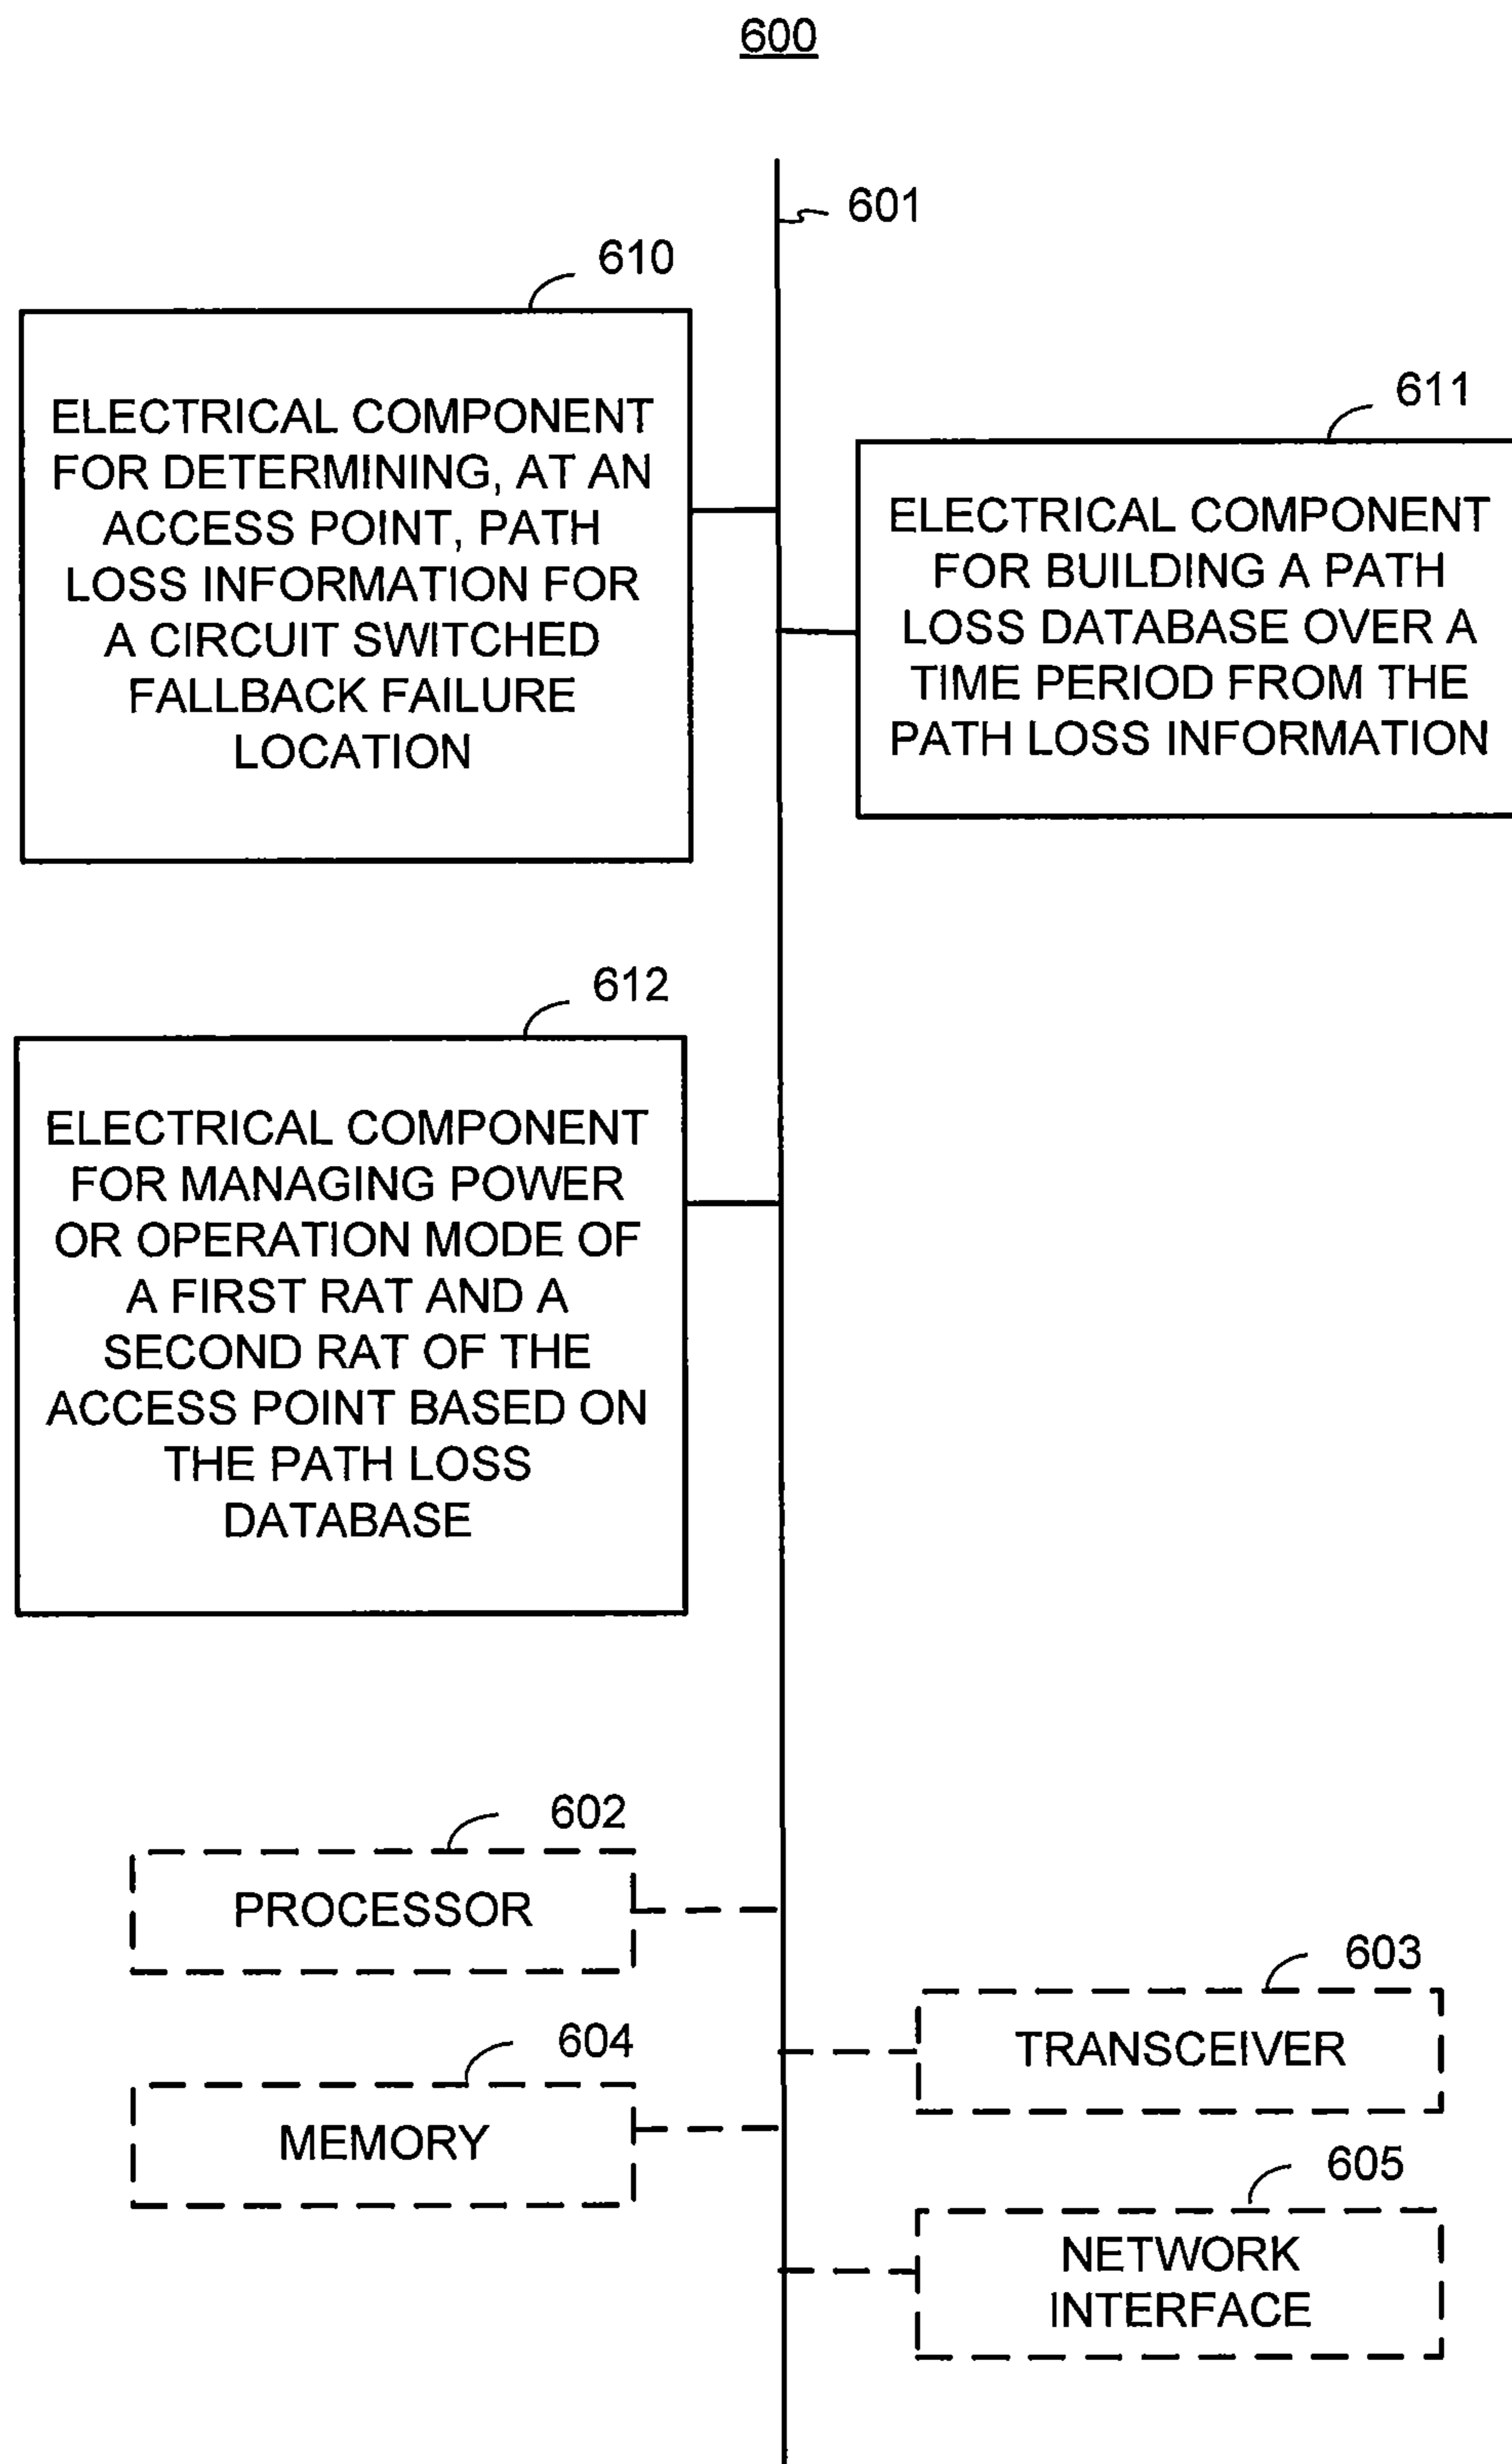 600
601
610
ELECTRICAL COMPONENT
FOR DETERMINING, AT AN
ACCESS POINT, PATH
LOSS INFORMATION FOR
A CIRCUIT SWITCHED
FALLBACK FAILURE
LOCATION
611
ELECTRICAL COMPONENT
FOR BUILDING A PATH
LOSS DATABASE OVER A
TIME PERIOD FROM THE
PATH LOSS INFORMATION
612
ELECTRICAL COMPONENT
FOR MANAGING POWER
OR OPERATION MODE OF
A FIRST RAT AND A
SECOND RAT OF THE
ACCESS POINT BASED ON
THE PATH LOSS
DATABASE
602
PROCESSOR
603
TRANSCEIVER
604
MEMORY
605
NETWORK
INTERFACE